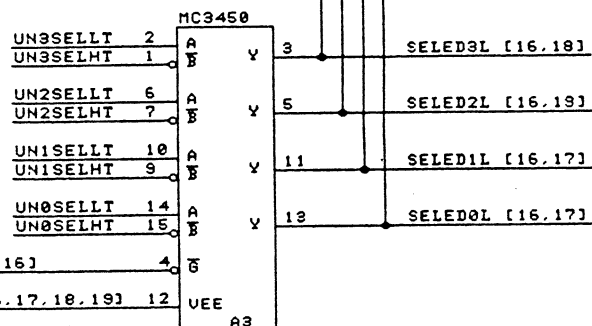 MC3450
UN3SELLT 2 A
UN3SELHT 1 B Y 3 SELED3L [16,18]
UN2SELLT 6 A
UN2SELHT 7 B Y 5 SELED2L [16,19]
UN1SELLT 10 A
UN1SELHT 9 B Y 11 SELED1L [16,17]
UN0SELLT 14 A
UN0SELHT 15 B Y 13 SELED0L [16,17]
16] 4 G
,17,18,19] 12 VEE
A3